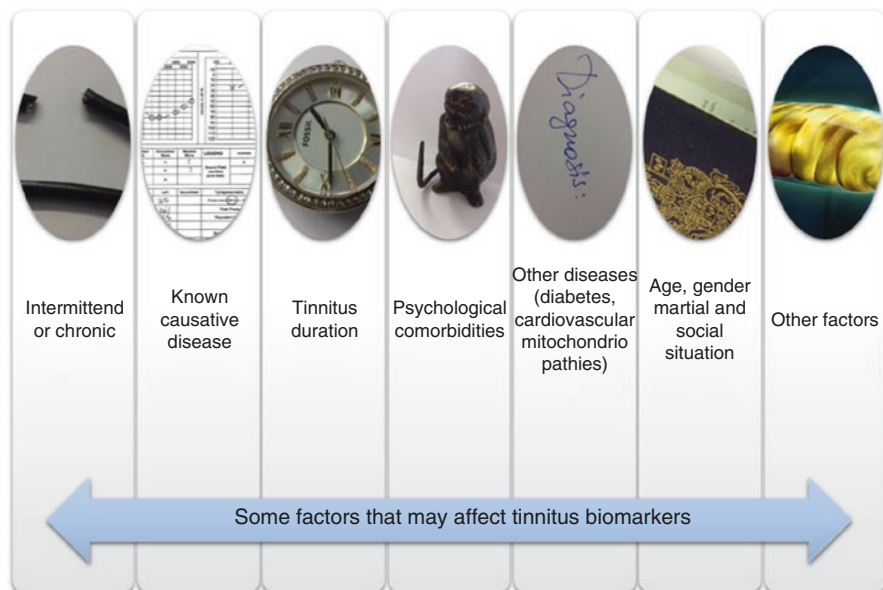 FOSSIL
Diagnosis:
Intermittend
or chronic
Known
causative
disease
Tinnitus
duration
Psychological
comorbidities
Other diseases
(diabetes,
cardiovascular
mitochondrio
pathies)
Age, gender
martial and
social
situation
Other factors
Some factors that may affect tinnitus biomarkers